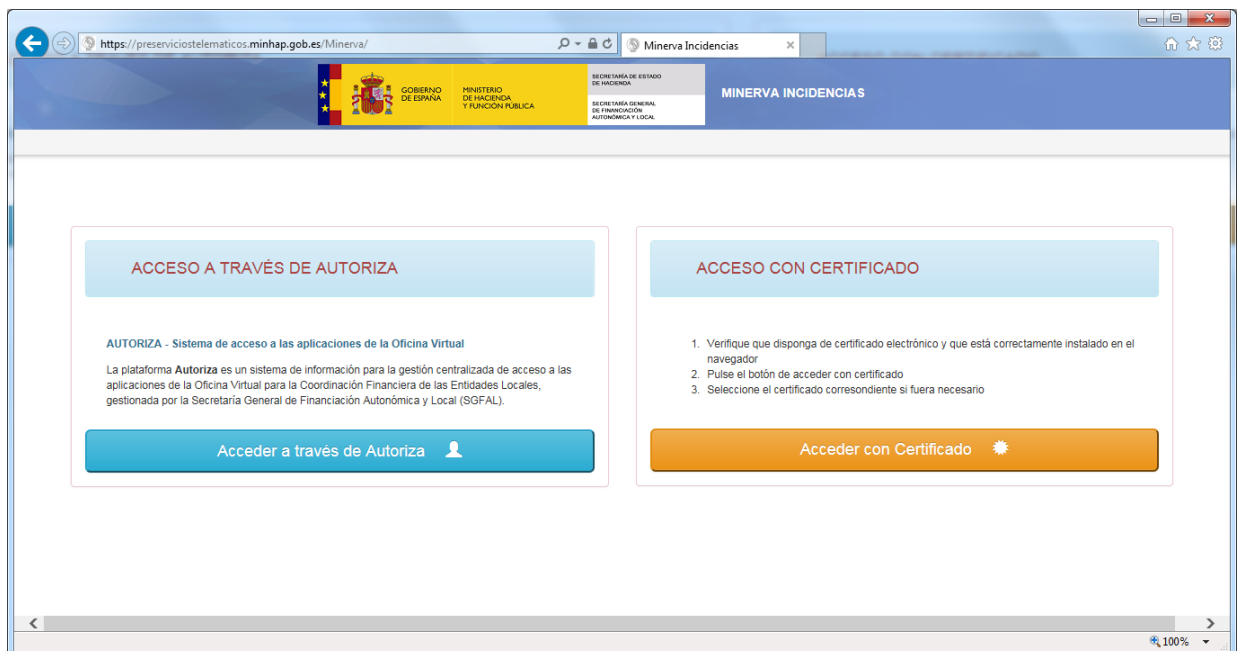 https://preserviciostelematicos.minhap.gob.es/Minerva/
Minerva Incidencias
GOBIERNO
DE ESPAÑA
MINISTERIO
DE HACIENDA
Y FUNCIÓN PÚBLICA
SECRETARÍA DE ESTADO
DE HACIENDA
SECRETARÍA GENERAL
DE FINANCIACIÓN
AUTONÓMICA Y LOCAL
MINERVA INCIDENCIAS
ACCESO A TRAVÉS DE AUTORIZA
AUTORIZA - Sistema de acceso a las aplicaciones de la Oficina Virtual
La plataforma Autoriza es un sistema de información para la gestión centralizada de acceso a las
aplicaciones de la Oficina Virtual para la Coordinación Financiera de las Entidades Locales,
gestionada por la Secretaría General de Financiación Autonómica y Local (SGFAL).
Acceder a través de Autoriza
ACCESO CON CERTIFICADO
1. Verifique que disponga de certificado electrónico y que está correctamente instalado en el
navegador
2. Pulse el botón de acceder con certificado
3. Seleccione el certificado corresondiente si fuera necesario
Acceder con Certificado
100%